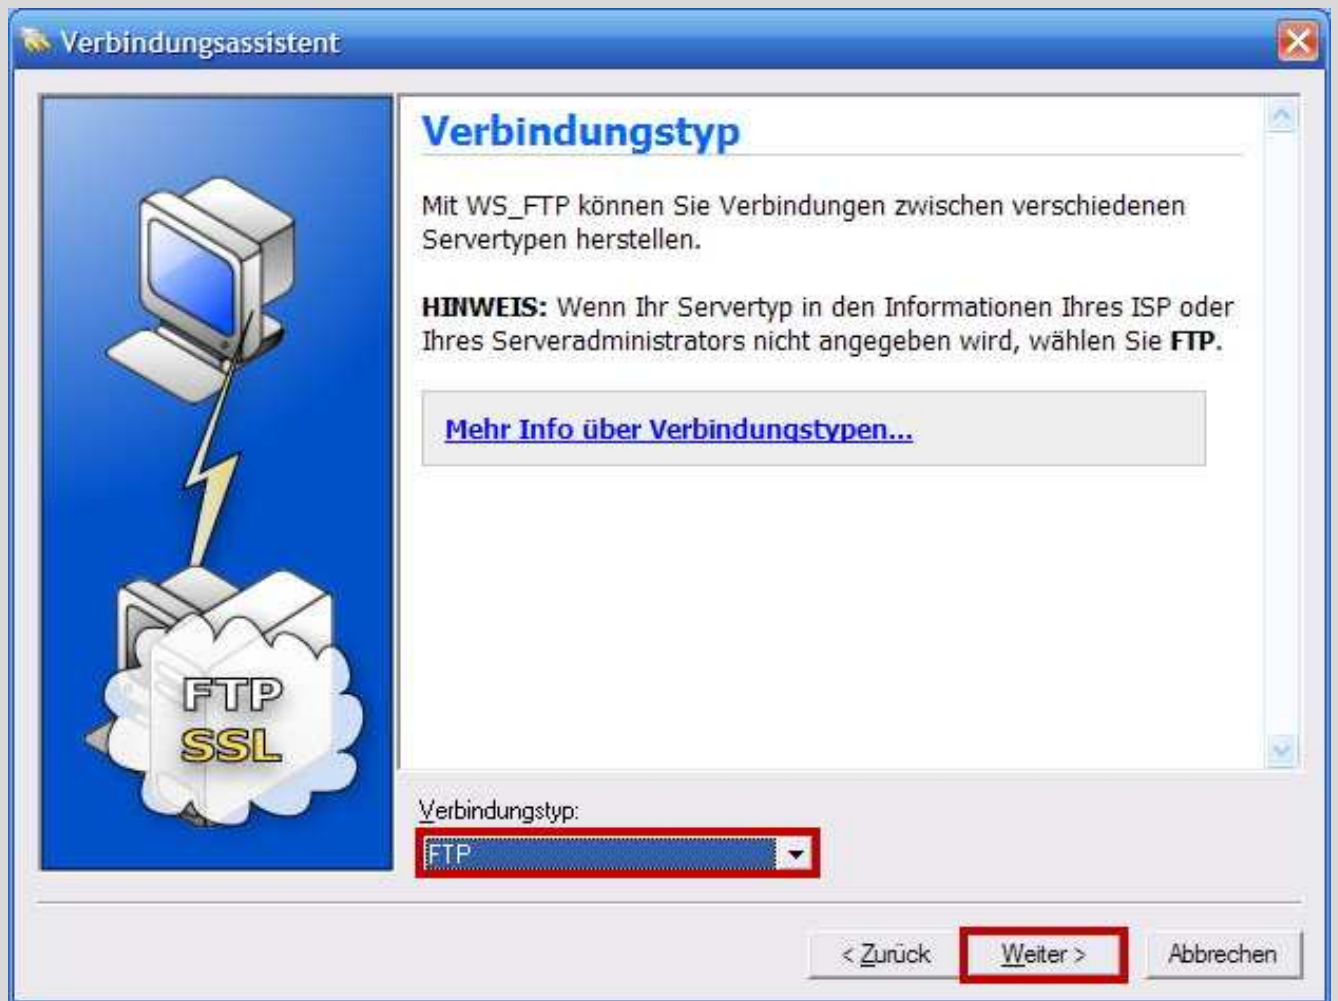 Verbindungsassistent
Verbindungstyp
Mit WS_FTP können Sie Verbindungen zwischen verschiedenen
Servertypen herstellen.
HINWEIS: Wenn Ihr Servertyp in den Informationen Ihres ISP oder
Ihres Serveradministrators nicht angegeben wird, wählen Sie FTP.
Mehr Info über Verbindungstypen...
FTP
SSL
Verbindungstyp:
FTP
< Zurück
Weiter >
Abbrechen